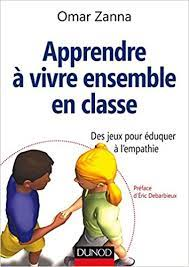 Omar Zanna
Apprendre
à vivre ensemble
en classe
Des jeux pour éduquer
à l'empathie
Préface
d'Éric Debarbieux
DUNOD